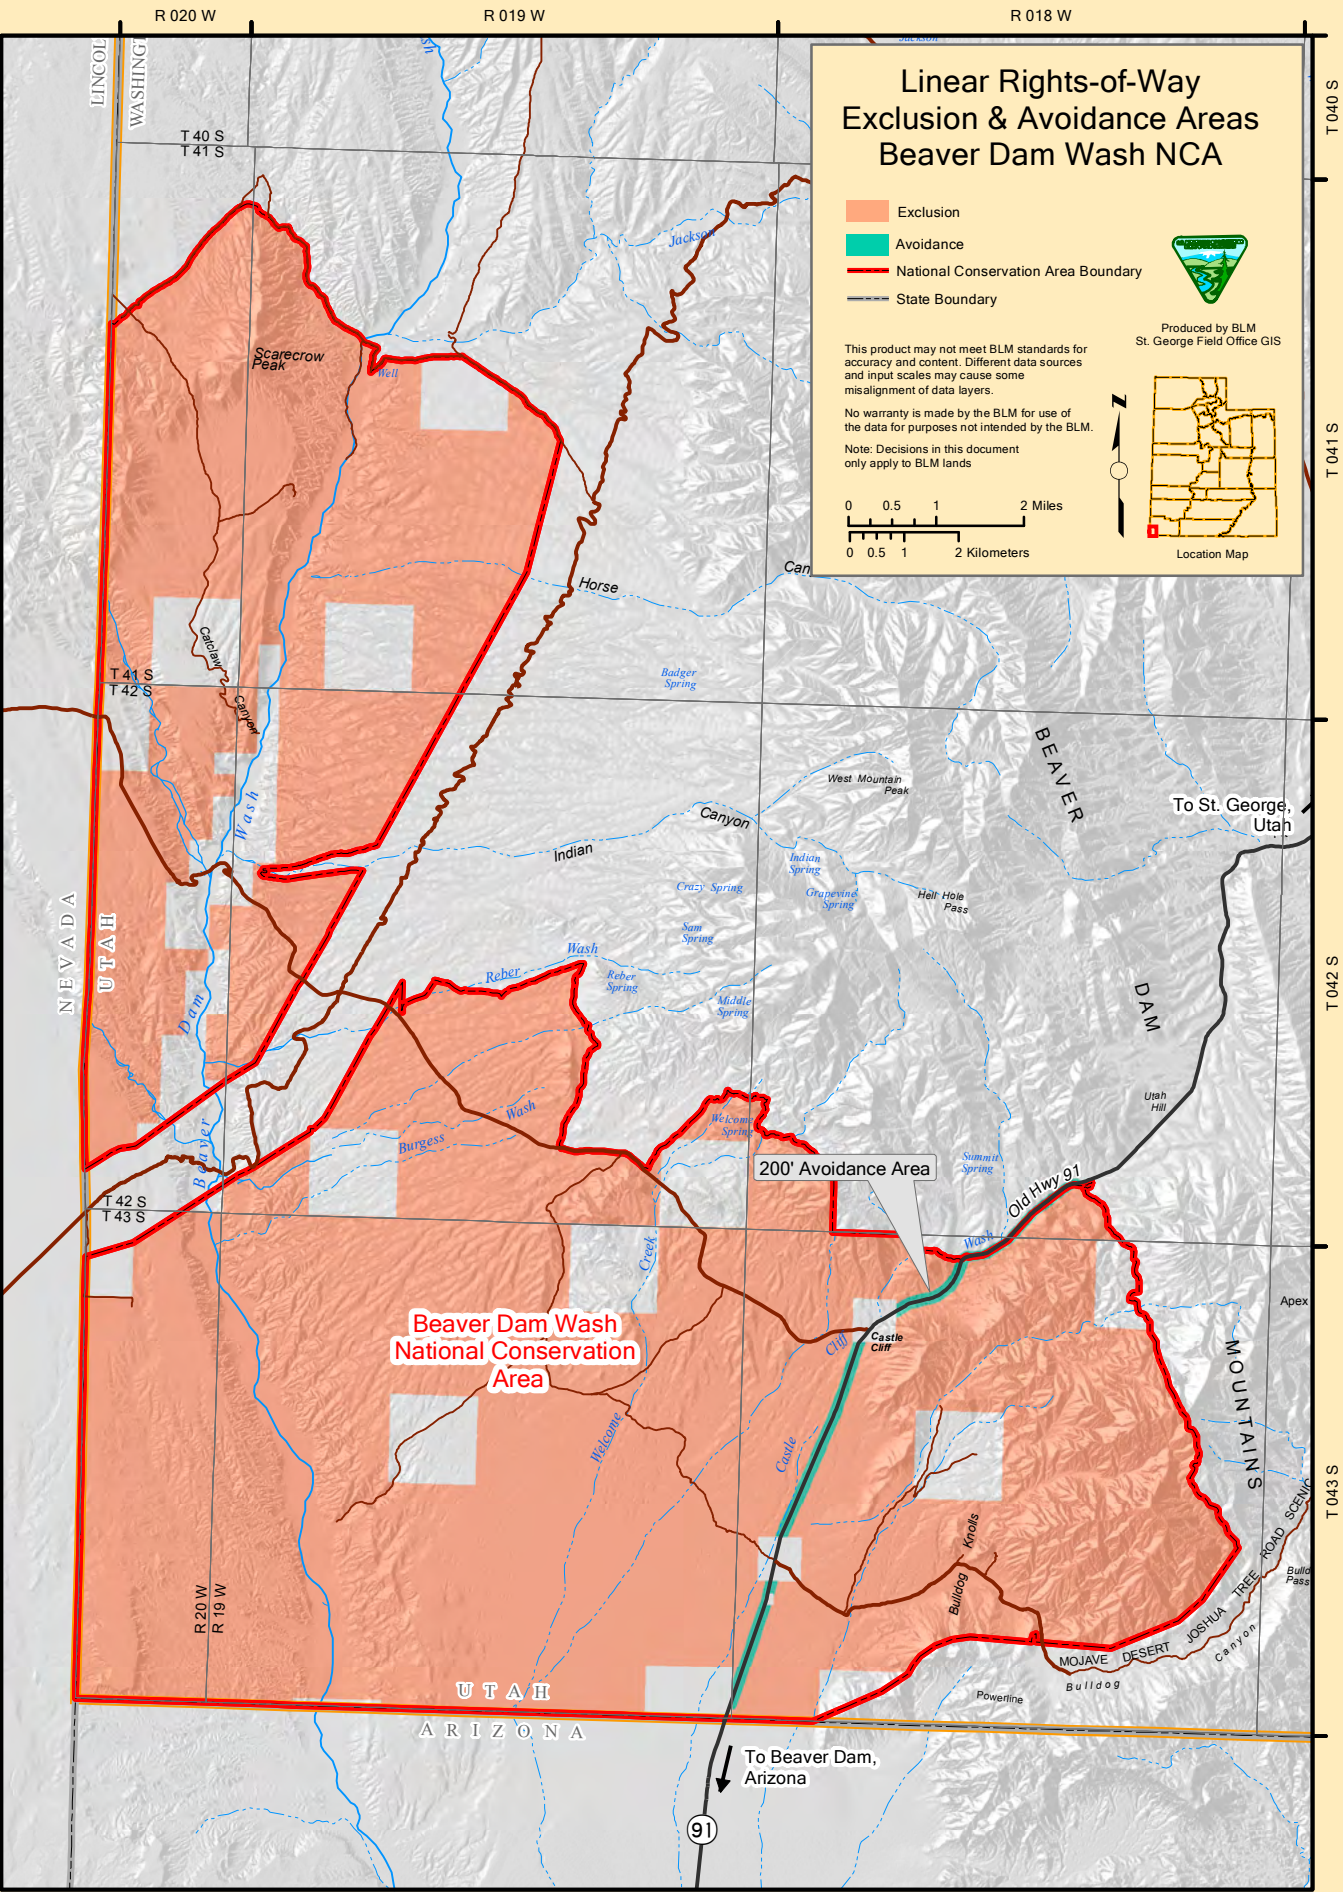 R 020 W
R 019 W
R 018 W
LINCOL
WASHINGT
sh
Jackson
T 040 S
T 40 S
T 41 S
Linear Rights-of-Way
Exclusion & Avoidance Areas
Beaver Dam Wash NCA
Exclusion
Avoidance
National Conservation Area Boundary
State Boundary
Produced by BLM
St. George Field Office GIS
This product may not meet BLM standards for
accuracy and content. Different data sources
and input scales may cause some
misalignment of data layers.
No warranty is made by the BLM for use of
the data for purposes not intended by the BLM.
Note: Decisions in this document
only apply to BLM lands
0 0.5 1 2 Miles
0 0.5 1 2 Kilometers
Location Map
Jackson
Scarecrow
Peak
Well
T 041 S
Horse
Can
Catclaw
Canyon
T 41 S
T 42 S
Badger
Spring
BEAVER
West Mountain
Peak
To St. George,
Utah
Wash
Canyon
Indian
Indian
Spring
Crazy Spring
Grapevine
Spring
Hell Hole
Pass
Sam
Spring
NEVADA
UTAH
Wash
Reber
Reber
Spring
Middle
Spring
DAM
T 042 S
Dam
Utah
Hill
Wash
Burgess
Welcome
Spring
Beaver
200' Avoidance Area
Summit
Spring
Old Hwy 91
T 42 S
T 43 S
Wash
Creek
Apex
Beaver Dam Wash
National Conservation
Area
Cliff
Castle
Cliff
MOUNTAINS
Welcome
Castle
T 043 S
Knolls
Bulldog
R 20 W
R 19 W
MOJAVE DESERT JOSHUA TREE ROAD SCENIC
Bulld
Pass
Canyon
Bulldog
Powerline
UTAH
ARIZONA
To Beaver Dam,
Arizona
91